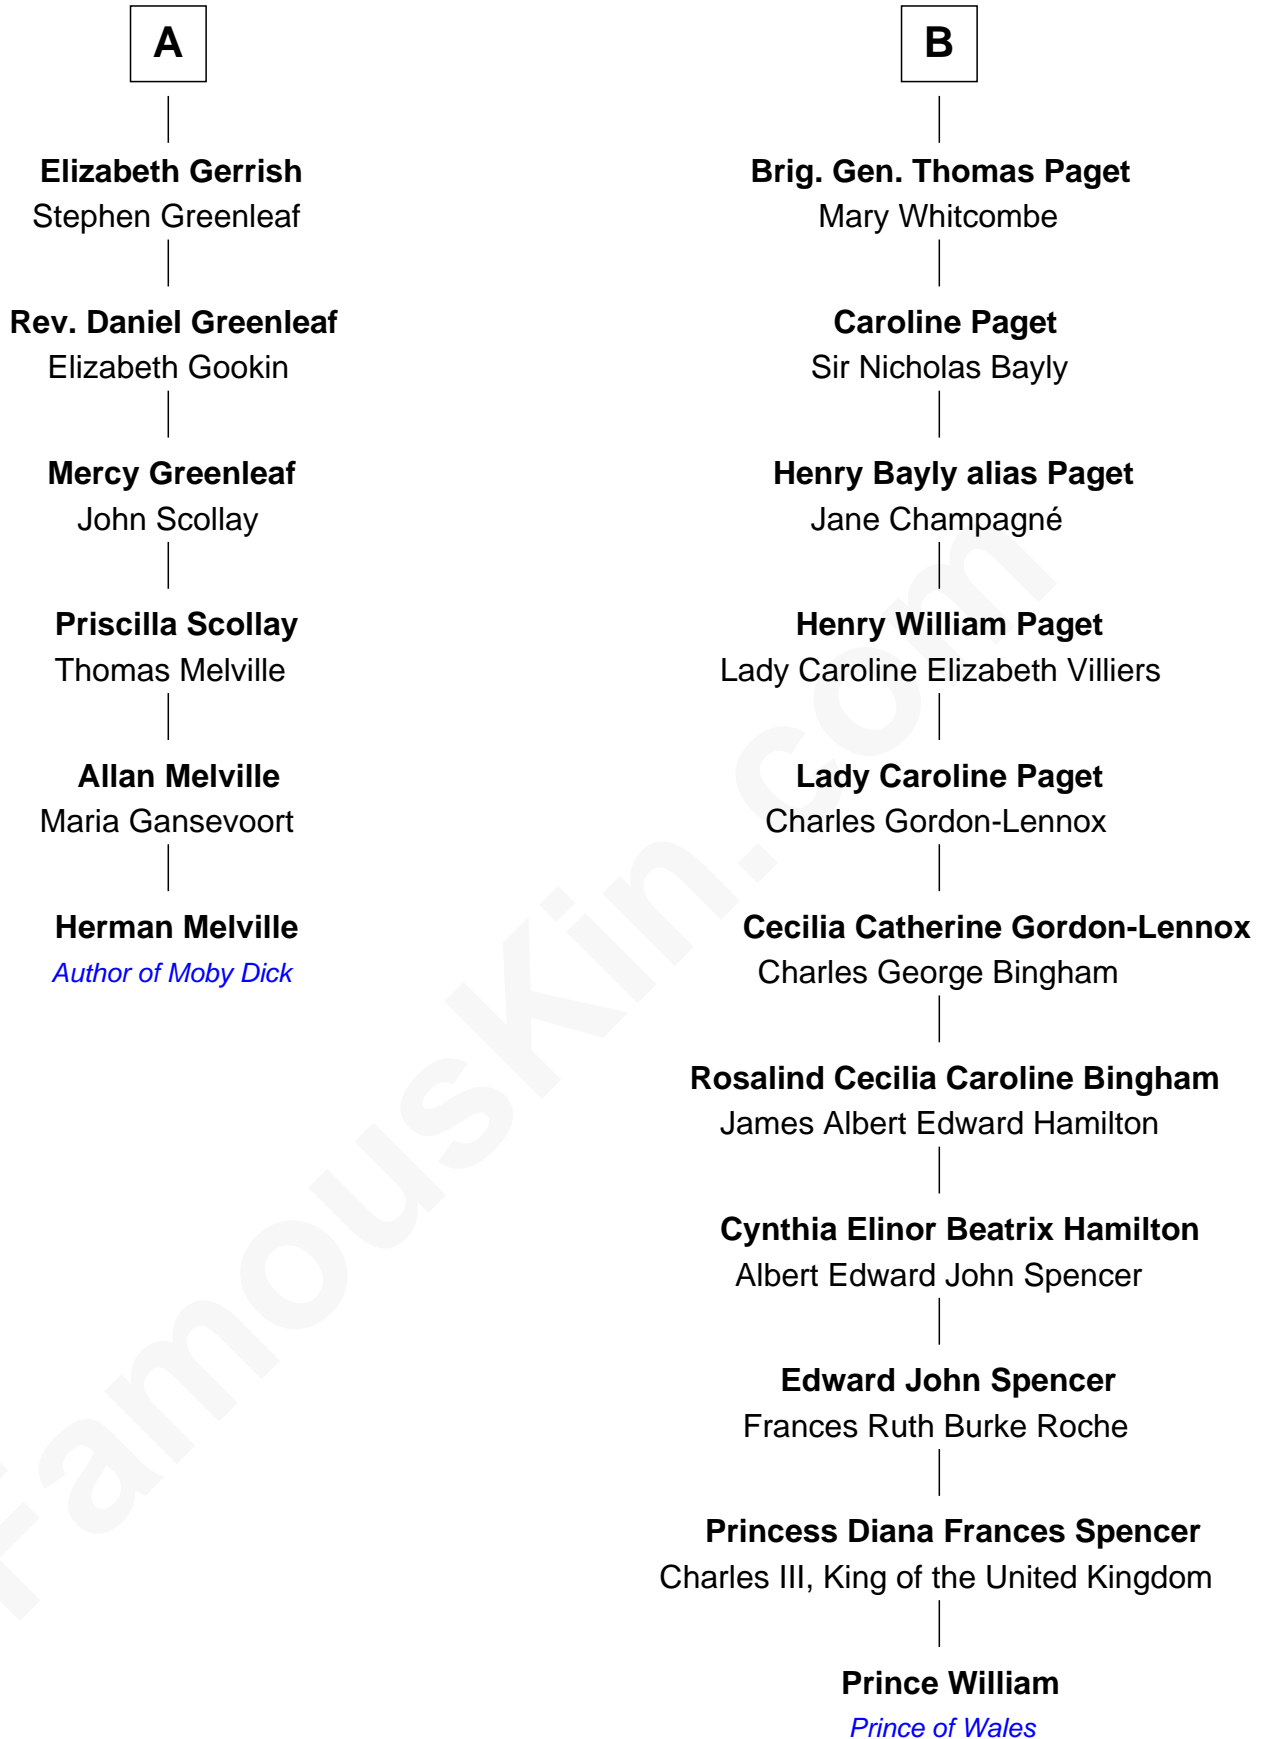 A
Elizabeth Gerrish
Stephen Greenleaf
Rev. Daniel Greenleaf
Elizabeth Gookin
Mercy Greenleaf
John Scollay
Priscilla Scollay
Thomas Melville
Allan Melville
Maria Gansevoort
Herman Melville
Author of Moby Dick
B
Brig. Gen. Thomas Paget
Mary Whitcombe
Caroline Paget
Sir Nicholas Bayly
Henry Bayly alias Paget
Jane Champagné
Henry William Paget
Lady Caroline Elizabeth Villiers
Lady Caroline Paget
Charles Gordon-Lennox
Cecilia Catherine Gordon-Lennox
Charles George Bingham
Rosalind Cecilia Caroline Bingham
James Albert Edward Hamilton
Cynthia Elinor Beatrix Hamilton
Albert Edward John Spencer
Edward John Spencer
Frances Ruth Burke Roche
Princess Diana Frances Spencer
Charles III, King of the United Kingdom
Prince William
Prince of Wales
FamousKin.com